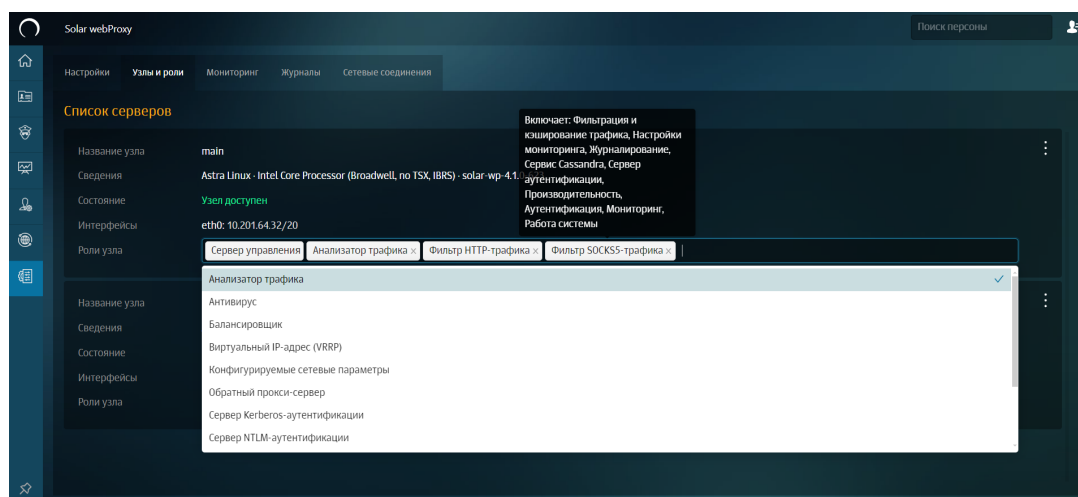 Solar webProxy
Поиск персоны
Настройки
Узлы и роли
Мониторинг
Журналы
Сетевые соединения
Список серверов
Включает: Фильтрация и
кэширование трафика, Настройки
мониторинга, Журналирование,
Сервис Cassandra, Сервер
аутентификации,
Производительность,
Аутентификация, Мониторинг,
Работа системы
Название узла
main
Сведения
Astra Linux · Intel Core Processor (Broadwell, no TSX, IBRS) · solar-wp-4.1.
Состояние
Узел доступен
Интерфейсы
eth0: 10.201.64.32/20
Роли узла
Сервер управления
Анализатор трафика ×
Фильтр HTTP-трафика ×
Фильтр SOCKS5-трафика ×
Анализатор трафика
Антивирус
Балансировщик
Виртуальный IP-адрес (VRRP)
Конфигурируемые сетевые параметры
Обратный прокси-сервер
Сервер Kerberos-аутентификации
Сервер NTLM-аутентификации
Название узла
Сведения
Состояние
Интерфейсы
Роли узла